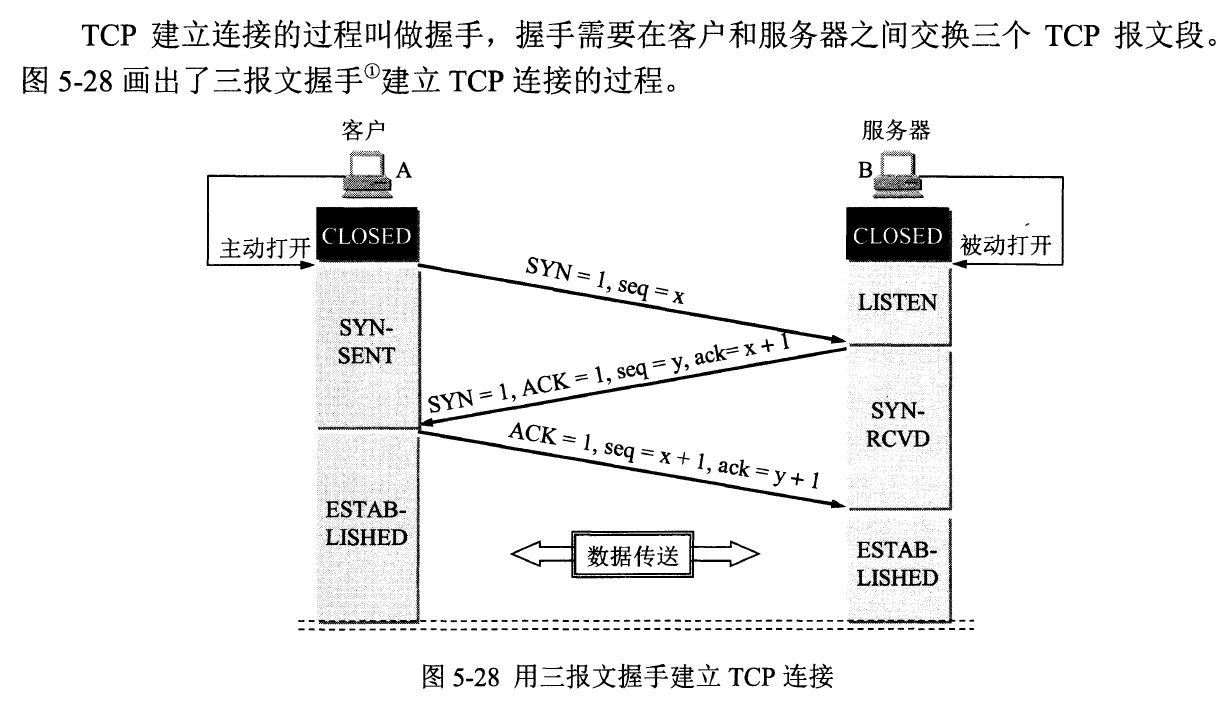 TCP 建立连接的过程叫做握手，握手需要在客户和服务器之间交换三个 TCP 报文段。
图 5-28 画出了三报文握手①建立 TCP 连接的过程。
客户
服务器
A
B
CLOSED
CLOSED
主动打开
被动打开
SYN = 1, seq = x
LISTEN
SYN-
SENT
SYN = 1, ACK = 1, seq = y, ack= x + 1
SYN-
RCVD
ACK = 1, seq = x + 1, ack = y + 1
ESTAB-
LISHED
数据传送
ESTAB-
LISHED
图 5-28 用三报文握手建立 TCP 连接